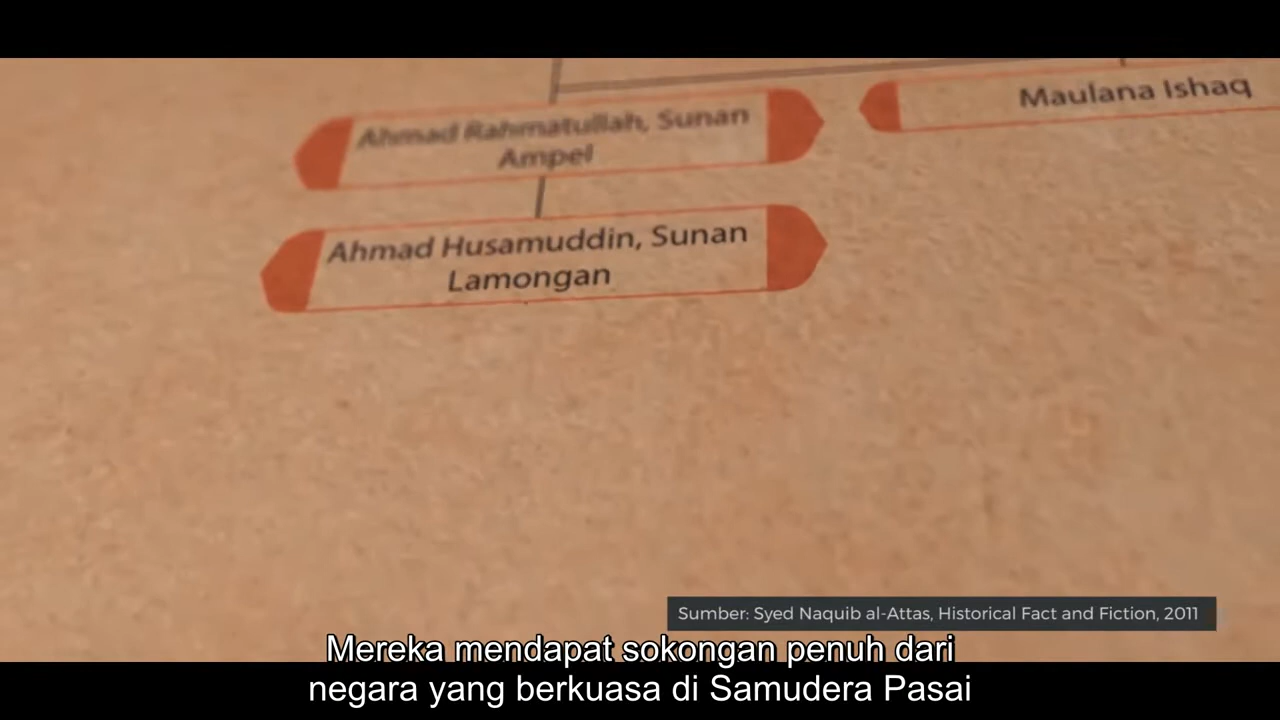 Maulana Ishaq
Ahmad Rahmatullah, Sunan
Ampel
Ahmad Husamuddin, Sunan
Lamongan
Sumber: Syed Naquib al-Attas, Historical Fact and Fiction, 2011
Mereka mendapat sokongan penuh dari
negara yang berkuasa di Samudera Pasai